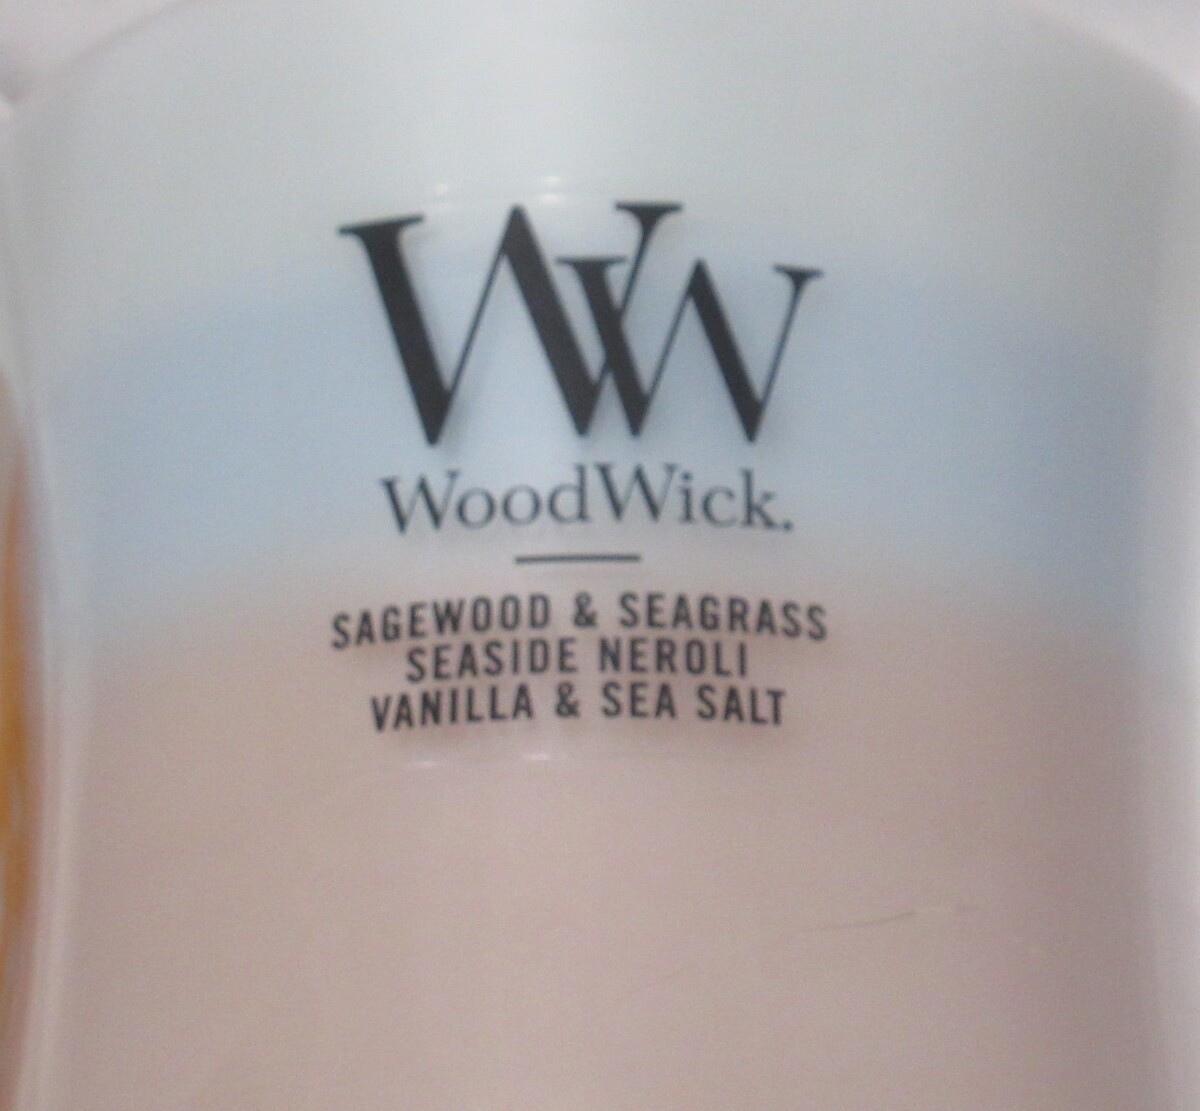 WW
WoodWick.
SAGEWOOD & SEAGRASS
SEASIDE NEROLI
VANILLA & SEA SALT